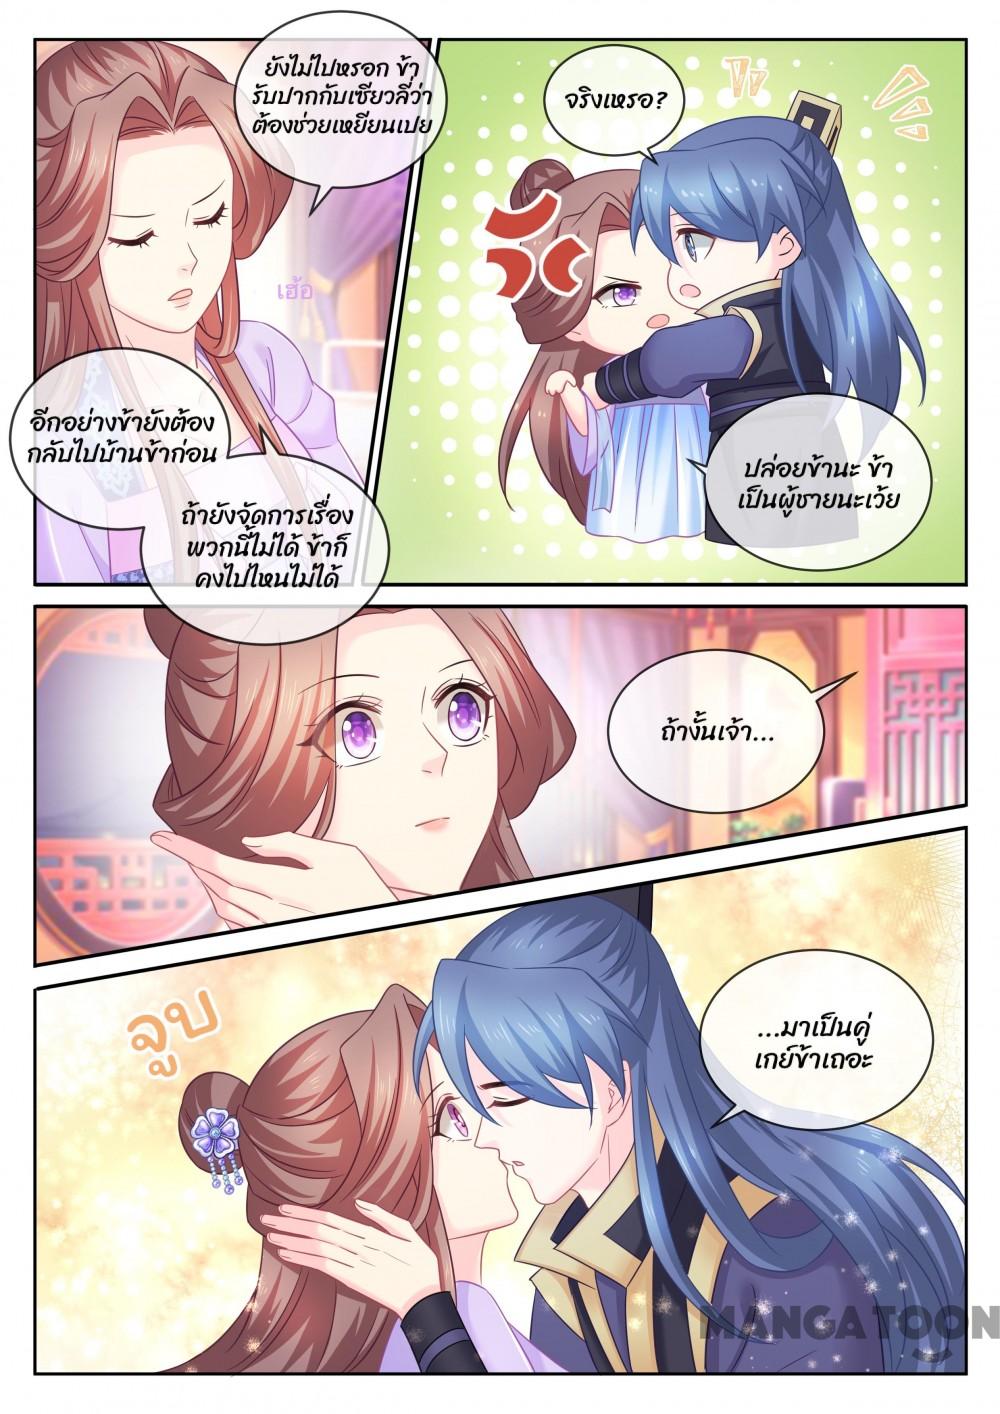 ยังไม่ไปหรอก ข้า
รับปากกับเซียวลี่ว่า
ต้องช่วยเหยียนเปย
เฮ้อ
อีกอย่างข้ายังต้อง
กลับไปบ้านข้าก่อน
ถ้ายังจัดการเรื่อง
พวกนี้ไม่ได้ ข้าก็
คงไปไหนไม่ได้
จริงเหรอ?
ปล่อยข้านะ ข้า
เป็นผู้ชายนะเว้ย
ถ้างั้นเจ้า...
จูบ
...มาเป็นคู่
เกย์ข้าเถอะ
MANGATOON